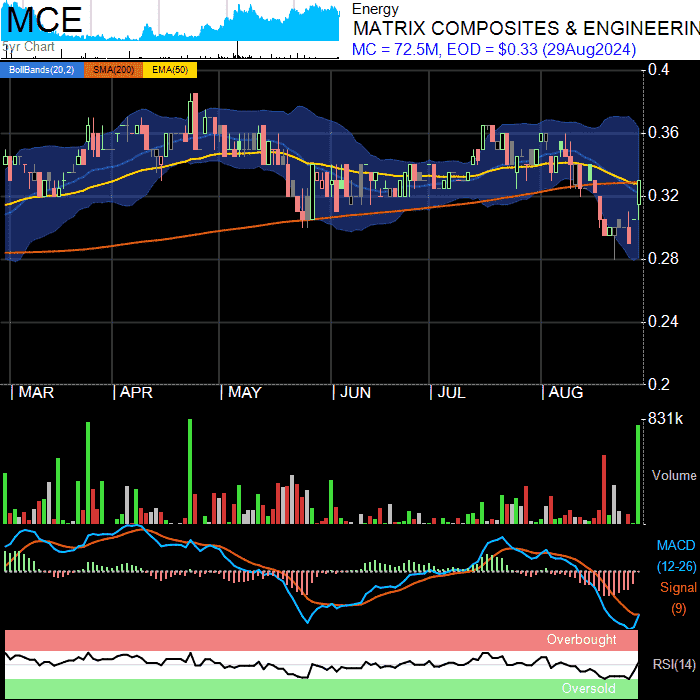 MCE
5yr Chart
Energy
MATRIX COMPOSITES & ENGINEERIN
MC = 72.5M, EOD = $0.33 (29Aug2024)
BollBands(20,2) SMA(200) EMA(50)
0.4
0.36
0.32
0.28
0.24
0.2
MAR APR MAY JUN JUL AUG
831k
Volume
MACD
(12-26)
Signal
(9)
Overbought
RSI(14)
Oversold